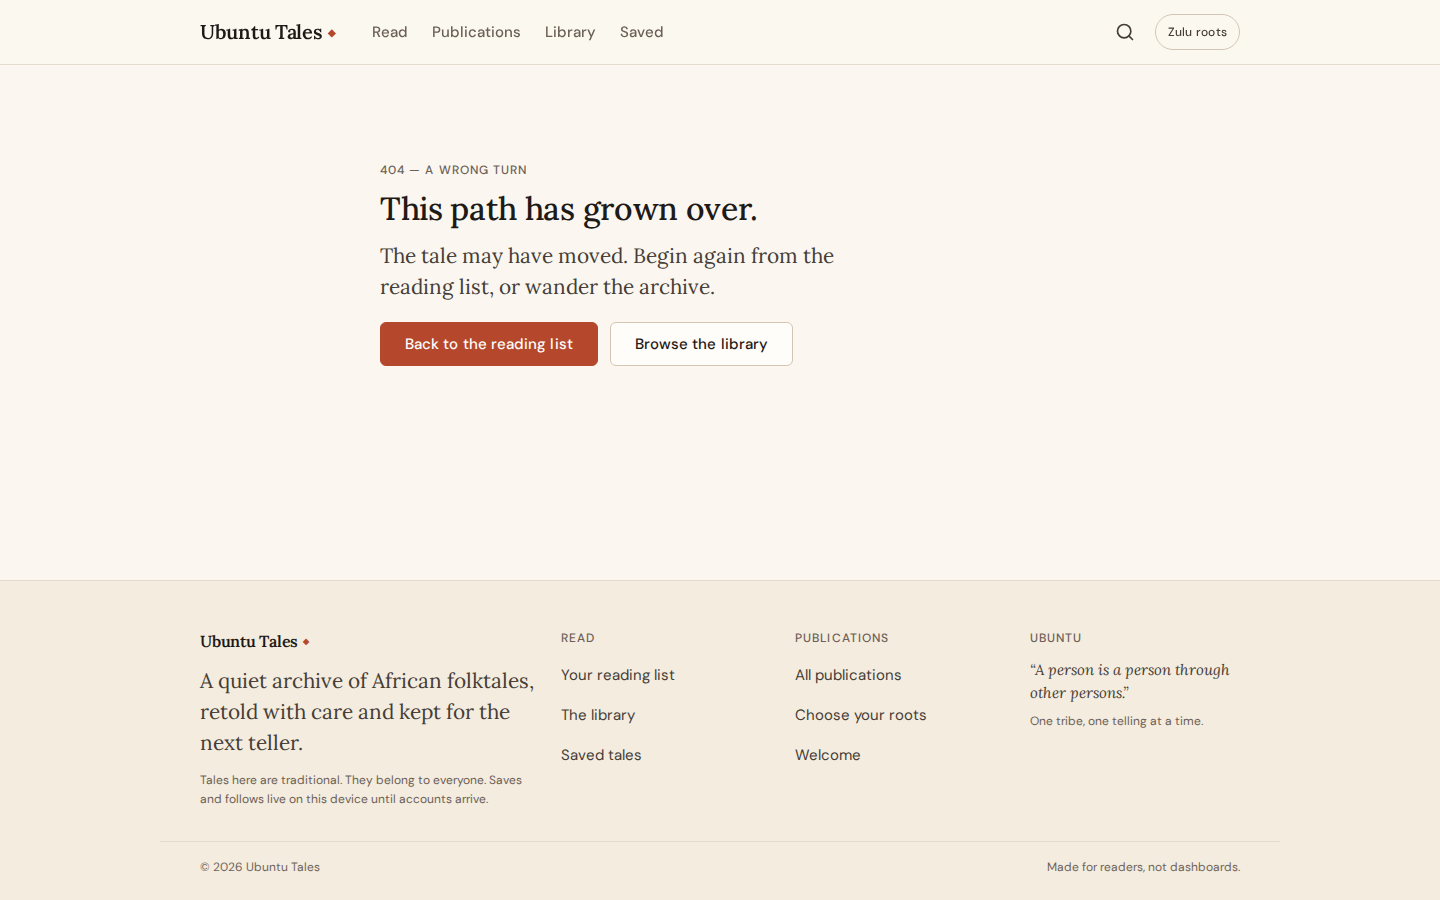 Ubuntu Tales
Read
Publications
Library
Saved
Zulu roots
404 — A WRONG TURN
This path has grown over.
The tale may have moved. Begin again from the
reading list, or wander the archive.
Back to the reading list
Browse the library
Ubuntu Tales
A quiet archive of African folktales,
retold with care and kept for the
next teller.
Tales here are traditional. They belong to everyone. Saves
and follows live on this device until accounts arrive.
READ
Your reading list
The library
Saved tales
PUBLICATIONS
All publications
Choose your roots
Welcome
UBUNTU
“A person is a person through
other persons.”
One tribe, one telling at a time.
© 2026 Ubuntu Tales
Made for readers, not dashboards.